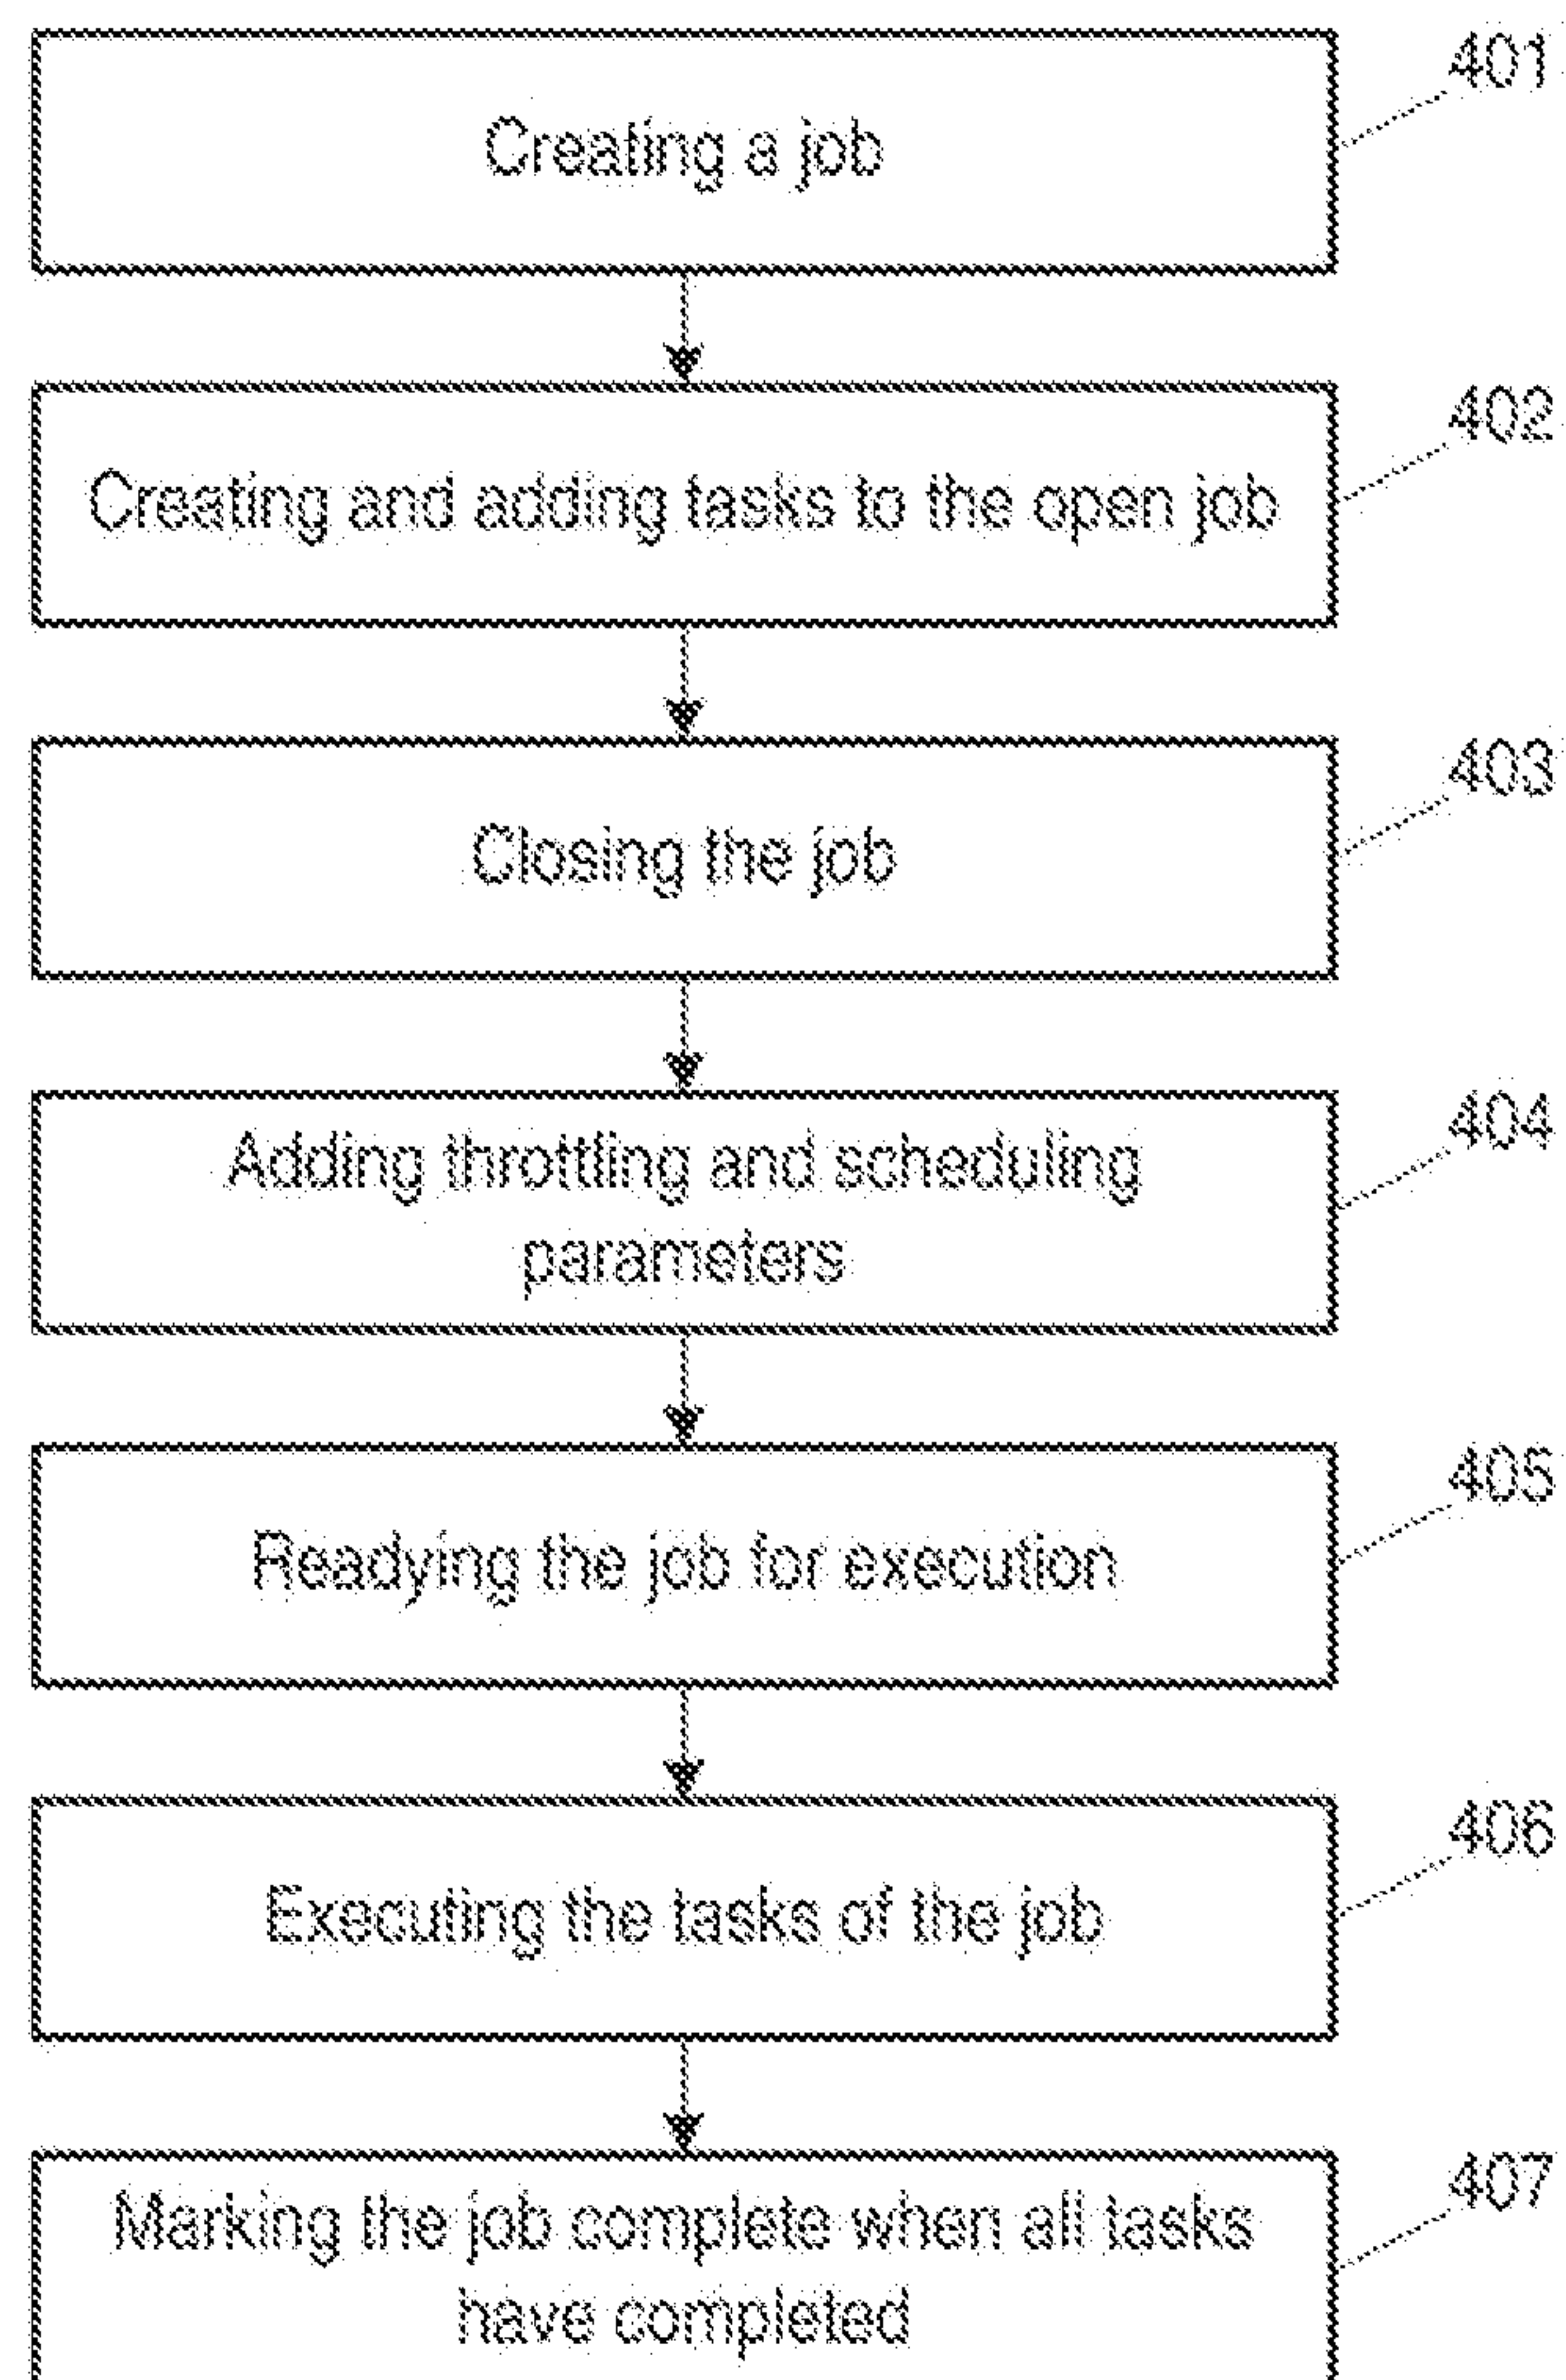 401
Creating a job
402
Creating and adding tasks to the open job
403
Closing the job
404
Adding throttling and scheduling
parameters
405
Readying the job for execution
406
Executing the tasks of the job
407
Marking the job complete when all tasks
have completed